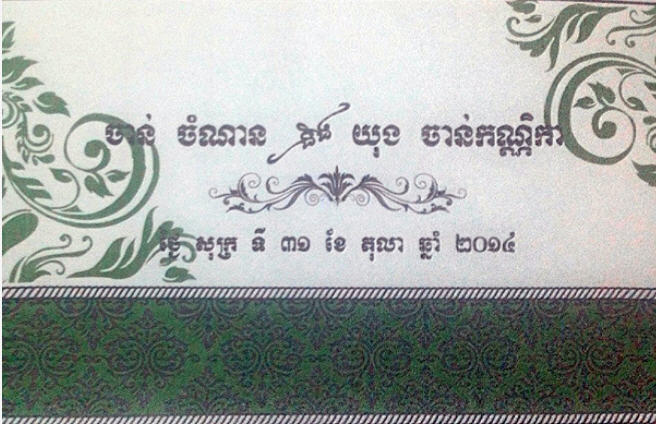 ចាន់ ចំណាន និង យុង ចាន់កណ្ណិកា
ថ្ងៃ សុក្រ ទី ៣១ ខែ តុលា ឆ្នាំ ២០១៤